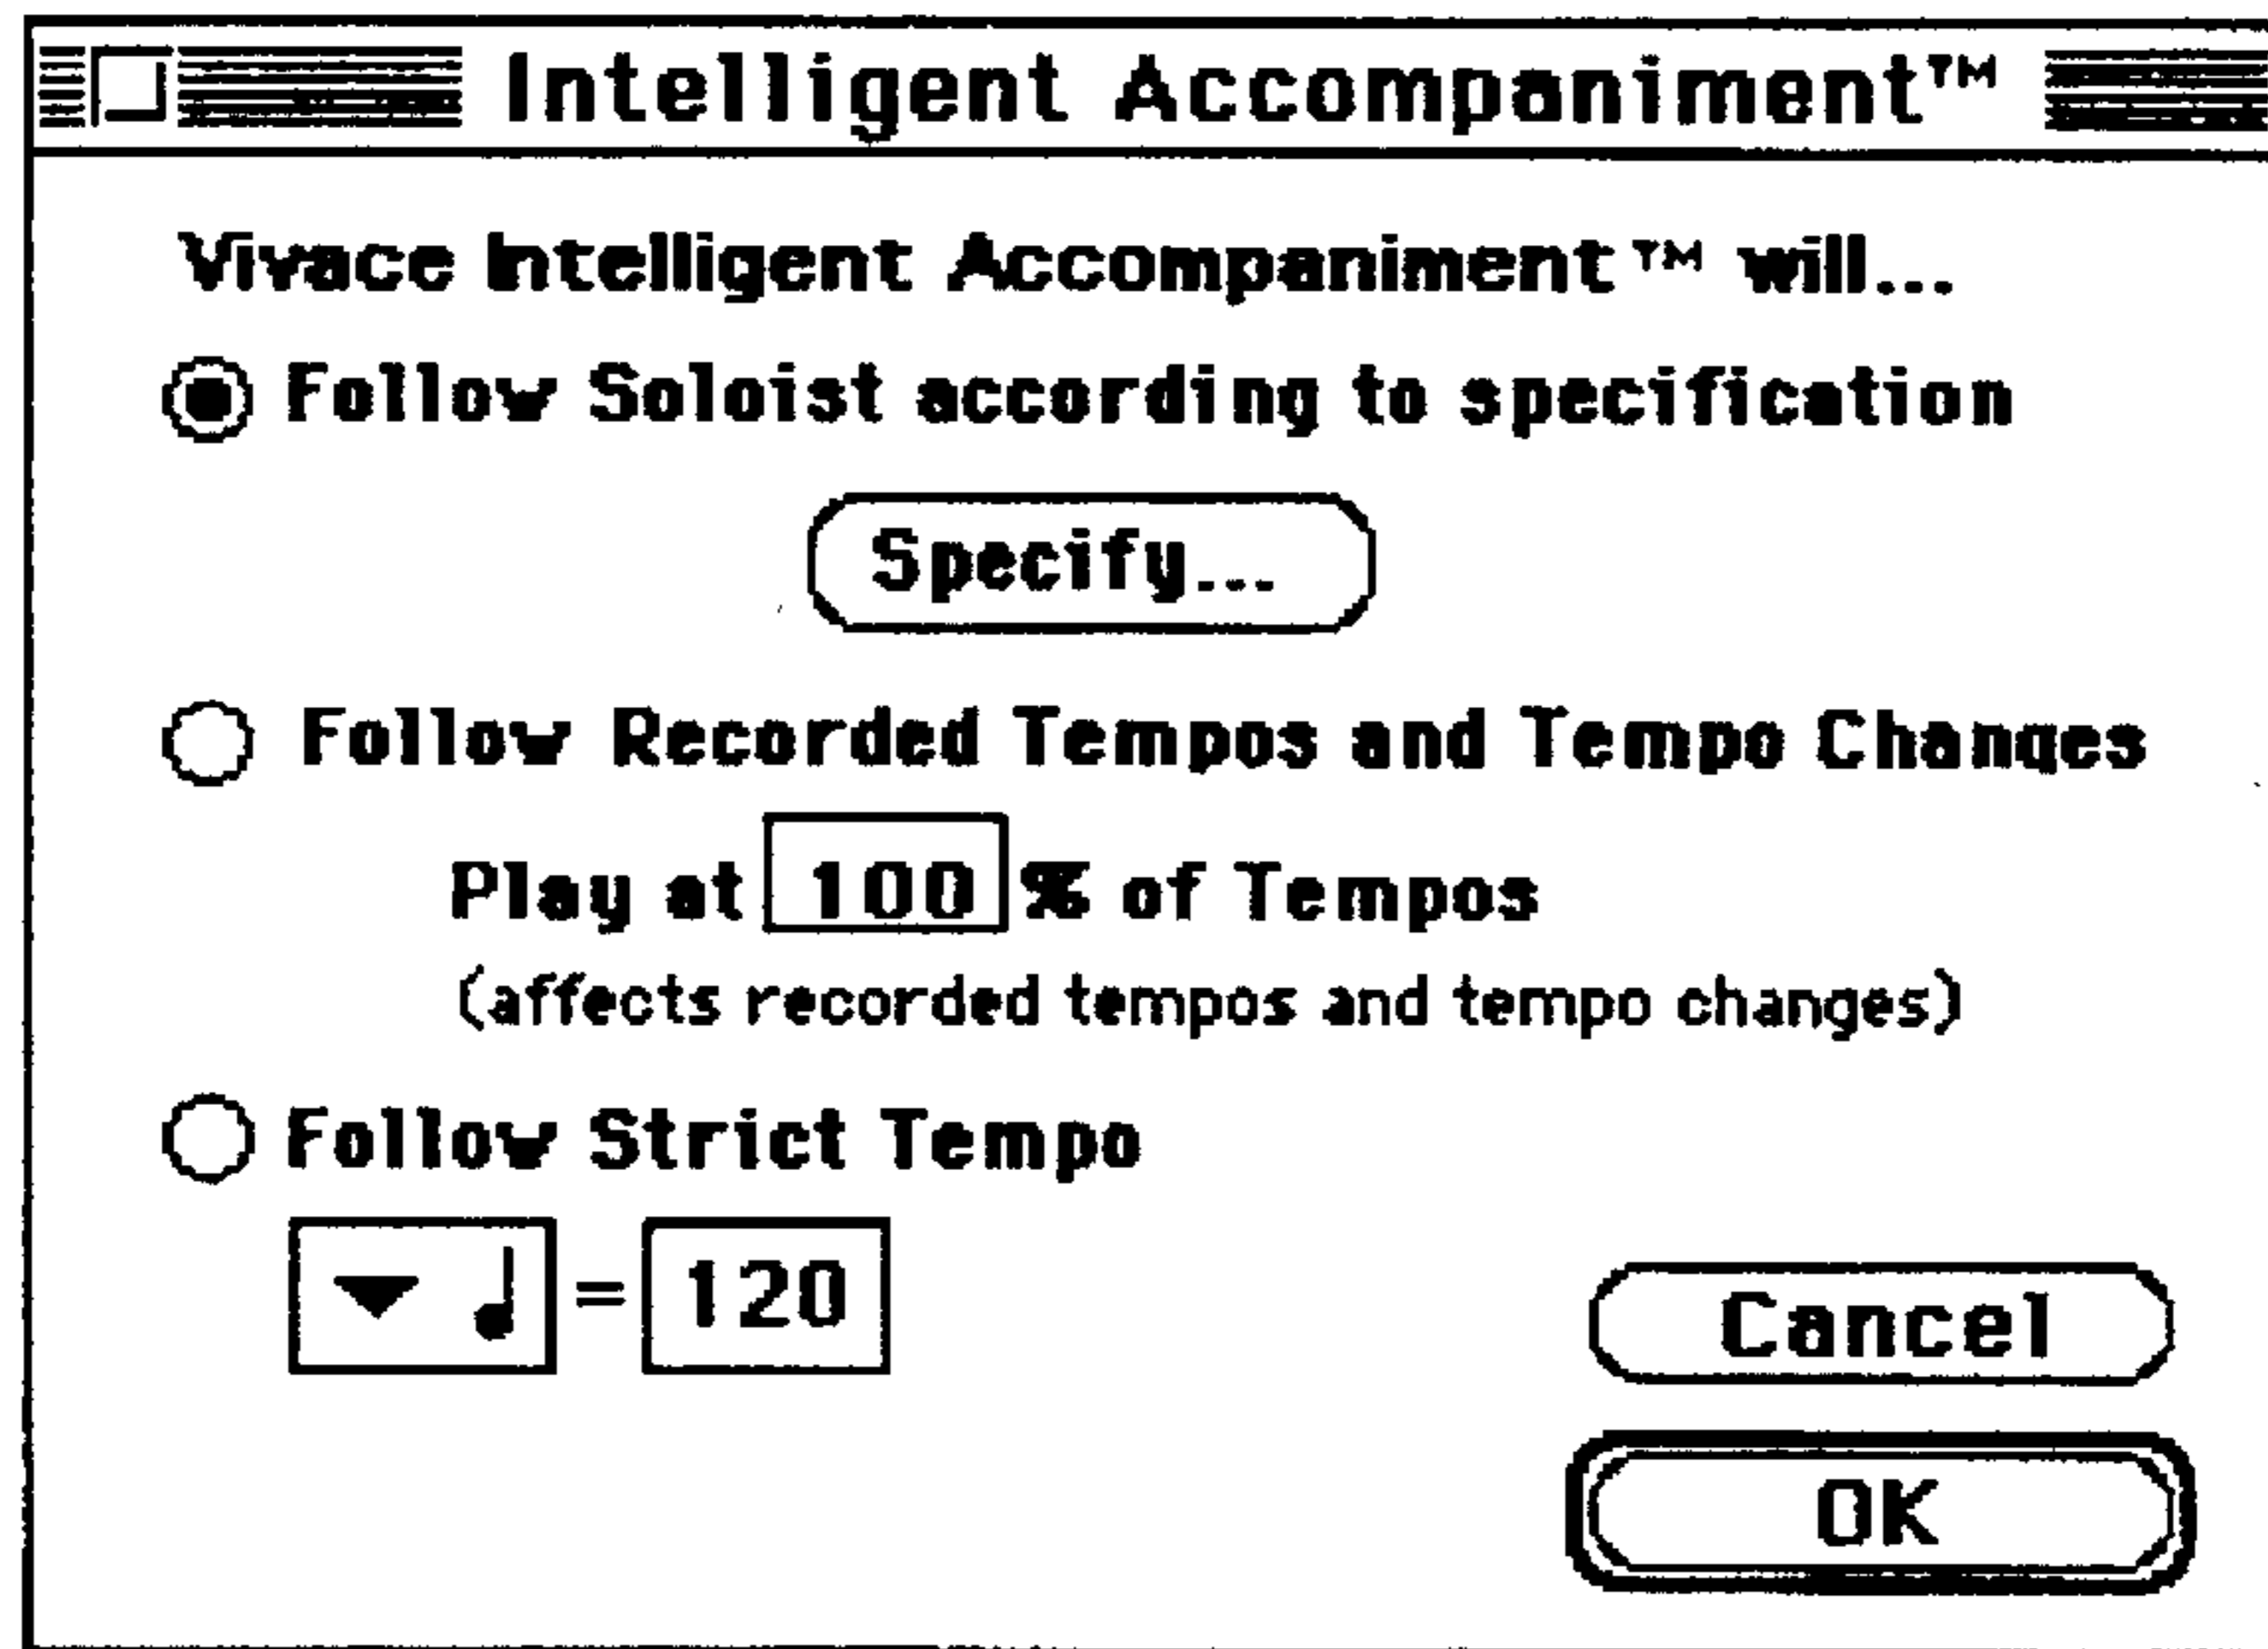 Intelligent Accompaniment™
Vivace Intelligent Accompaniment™ will...
Follow Soloist according to specification
Specify...
Follow Recorded Tempos and Tempo Changes
Play at 100 % of Tempos
(affects recorded tempos and tempo changes)
Follow Strict Tempo
♩ = 120
Cancel
OK